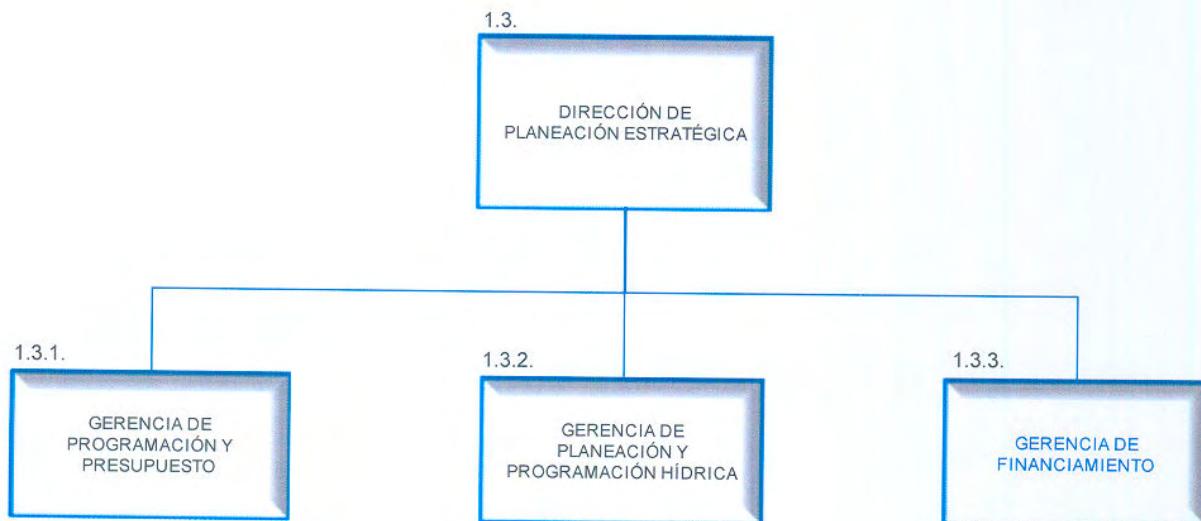 1.3.
DIRECCIÓN DE
PLANEACIÓN ESTRATÉGICA
1.3.1.
GERENCIA DE
PROGRAMACIÓN Y
PRESUPUESTO
1.3.2.
GERENCIA DE
PLANEACIÓN Y
PROGRAMACIÓN HÍDRICA
1.3.3.
GERENCIA DE
FINANCIAMIENTO